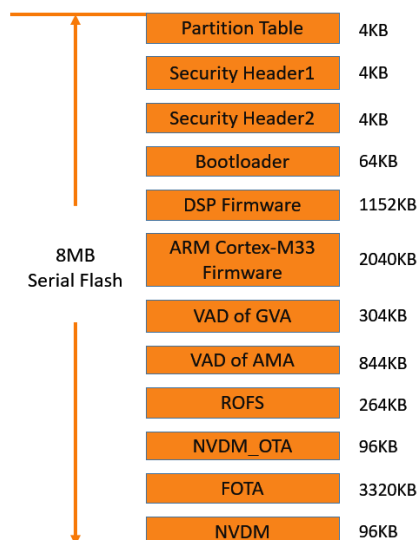 Partition Table 4KB
Security Header1 4KB
Security Header2 4KB
Bootloader 64KB
DSP Firmware 1152KB
8MB
Serial Flash
ARM Cortex-M33
Firmware 2040KB
VAD of GVA 304KB
VAD of AMA 844KB
ROFS 264KB
NVDM_OTA 96KB
FOTA 3320KB
NVDM 96KB